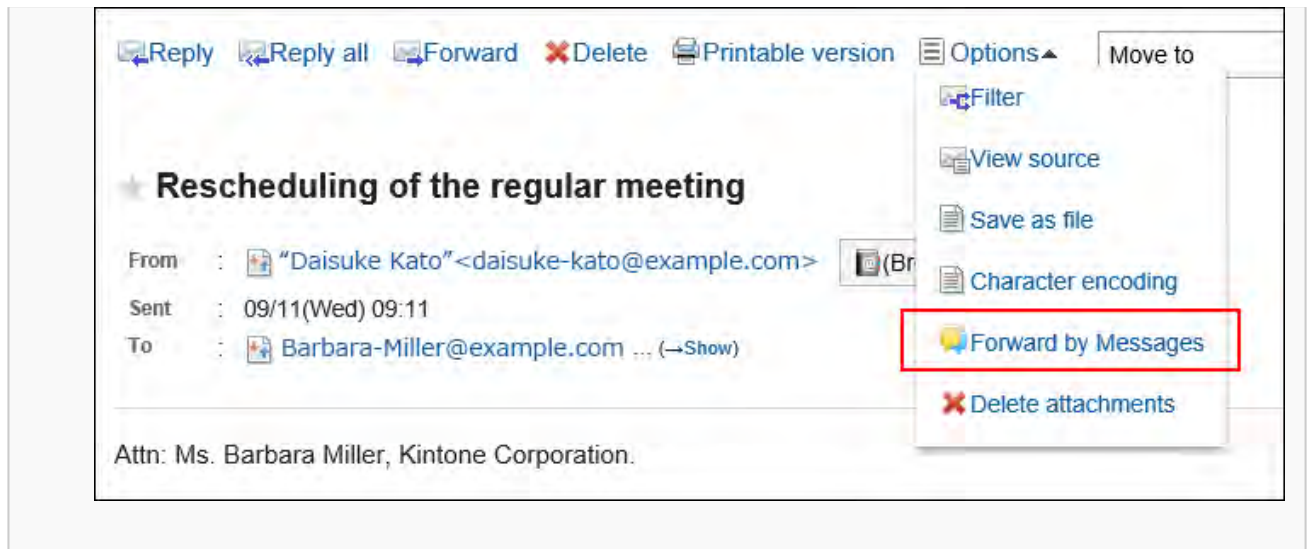 Reply Reply all Forward Delete Printable version Options▲ Move to
Filter
View source
Save as file
Character encoding
Forward by Messages
Delete attachments
Rescheduling of the regular meeting
From : "Daisuke Kato"<daisuke-kato@example.com> (Br
Sent : 09/11(Wed) 09:11
To : Barbara-Miller@example.com ... (→Show)
Attn: Ms. Barbara Miller, Kintone Corporation.